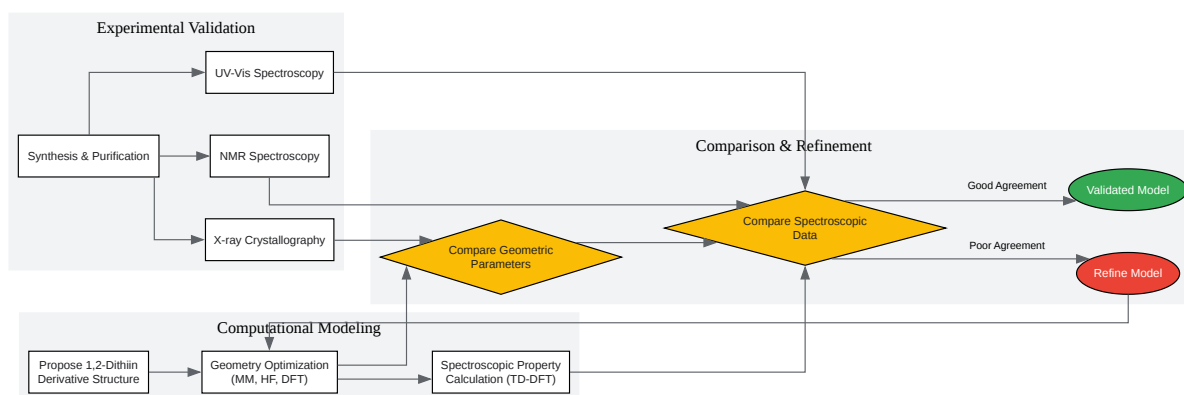 Experimental Validation
UV-Vis Spectroscopy
Synthesis & Purification
NMR Spectroscopy
X-ray Crystallography
Comparison & Refinement
Compare Geometric
Parameters
Compare Spectroscopic
Data
Good Agreement
Validated Model
Poor Agreement
Refine Model
Computational Modeling
Propose 1,2-Dithiin
Derivative Structure
Geometry Optimization
(MM, HF, DFT)
Spectroscopic Property
Calculation (TD-DFT)